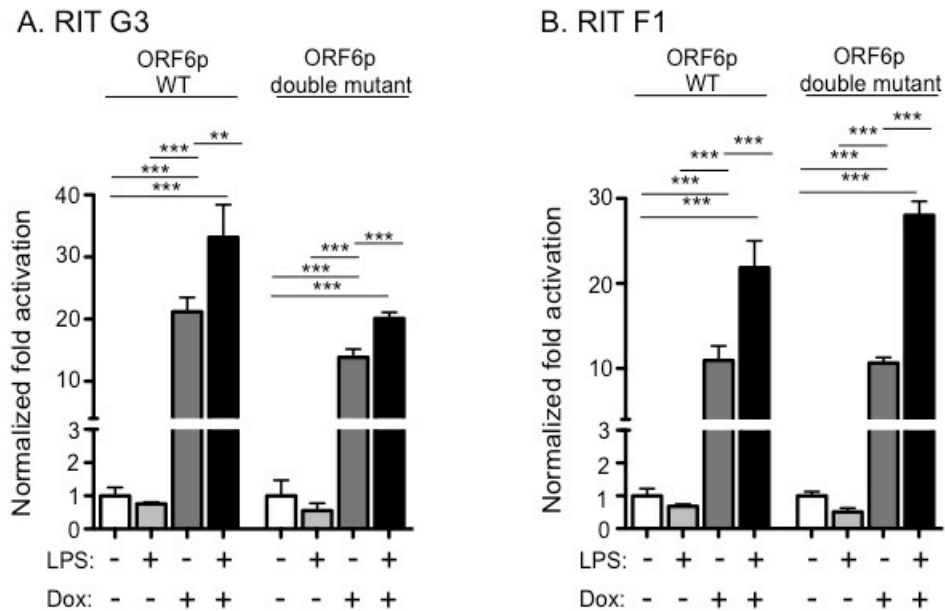 A. RIT G3
ORF6p
WT
ORF6p
double mutant
***
***
***
**
***
***
***
***
Normalized fold activation
40
30
20
10
3
2
1
0
LPS: - + - + - + - +
Dox: - - + + - - + +
B. RIT F1
ORF6p
WT
ORF6p
double mutant
***
***
***
***
***
***
***
***
Normalized fold activation
30
20
10
3
2
1
0
LPS: - + - + - + - +
Dox: - - + + - - + +